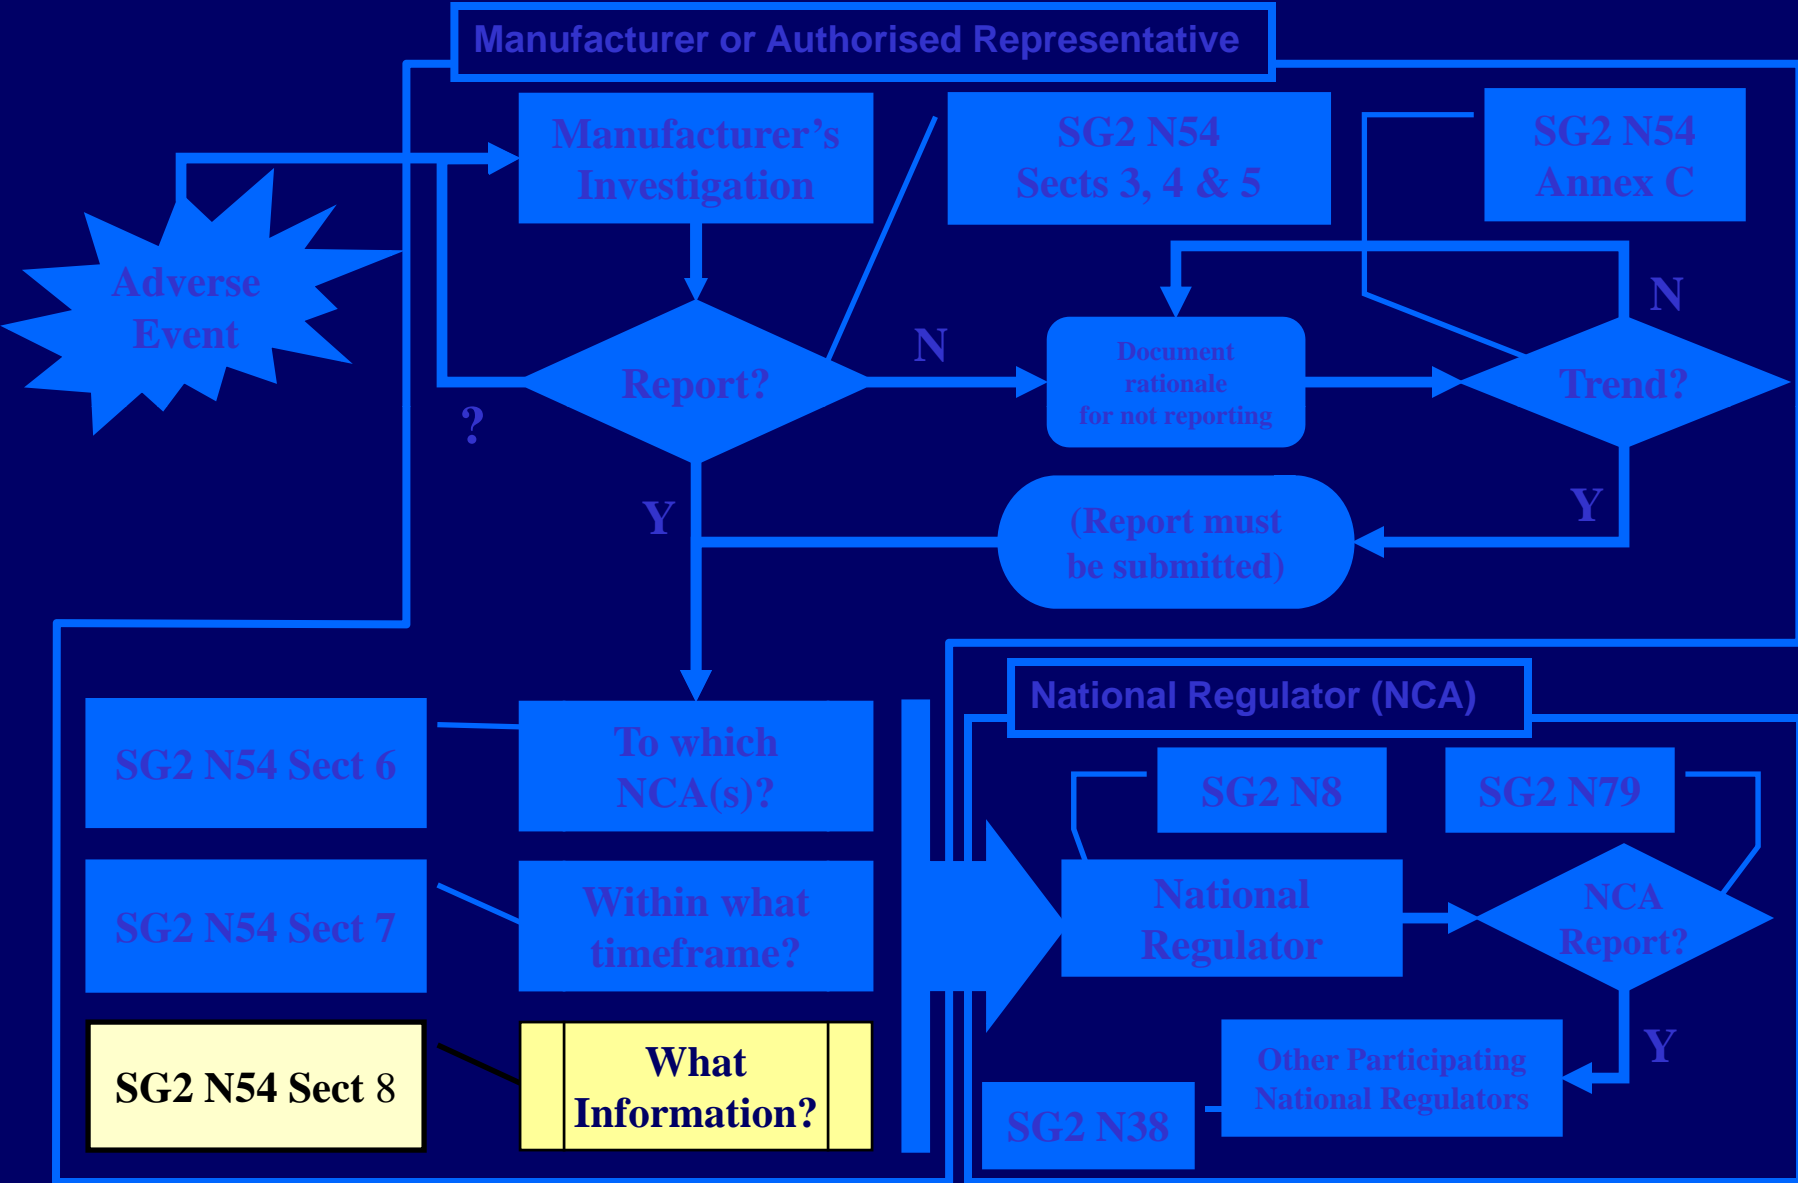 Manufacturer or Authorised Representative
Manufacturer's
Investigation
SG2 N54
Sects 3, 4 & 5
SG2 N54
Annex C
Adverse
Event
Report?
?
N
Document
rationale
for not reporting
Trend?
N
Y
Y
(Report must
be submitted)
SG2 N54 Sect 6
To which
NCA(s)?
SG2 N54 Sect 7
Within what
timeframe?
SG2 N54 Sect 8
What
Information?
National Regulator (NCA)
SG2 N8
SG2 N79
National
Regulator
NCA
Report?
Y
Other Participating
National Regulators
SG2 N38